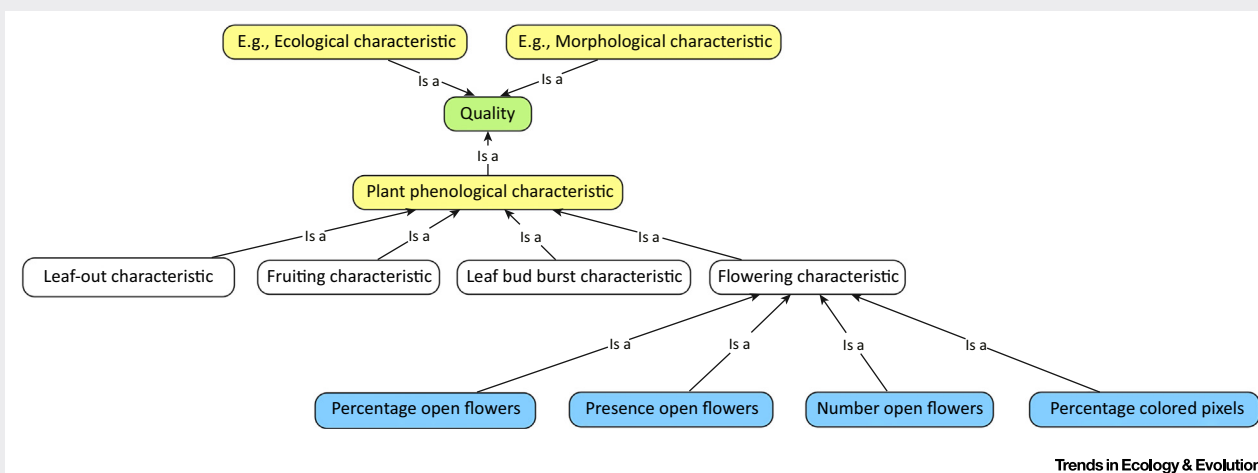 E.g., Ecological characteristic
E.g., Morphological characteristic
Is a
Is a
Quality
Is a
Plant phenological characteristic
Is a
Is a
Is a
Is a
Leaf-out characteristic
Fruiting characteristic
Leaf bud burst characteristic
Flowering characteristic
Is a
Is a
Is a
Is a
Percentage open flowers
Presence open flowers
Number open flowers
Percentage colored pixels
Trends in Ecology & Evolution